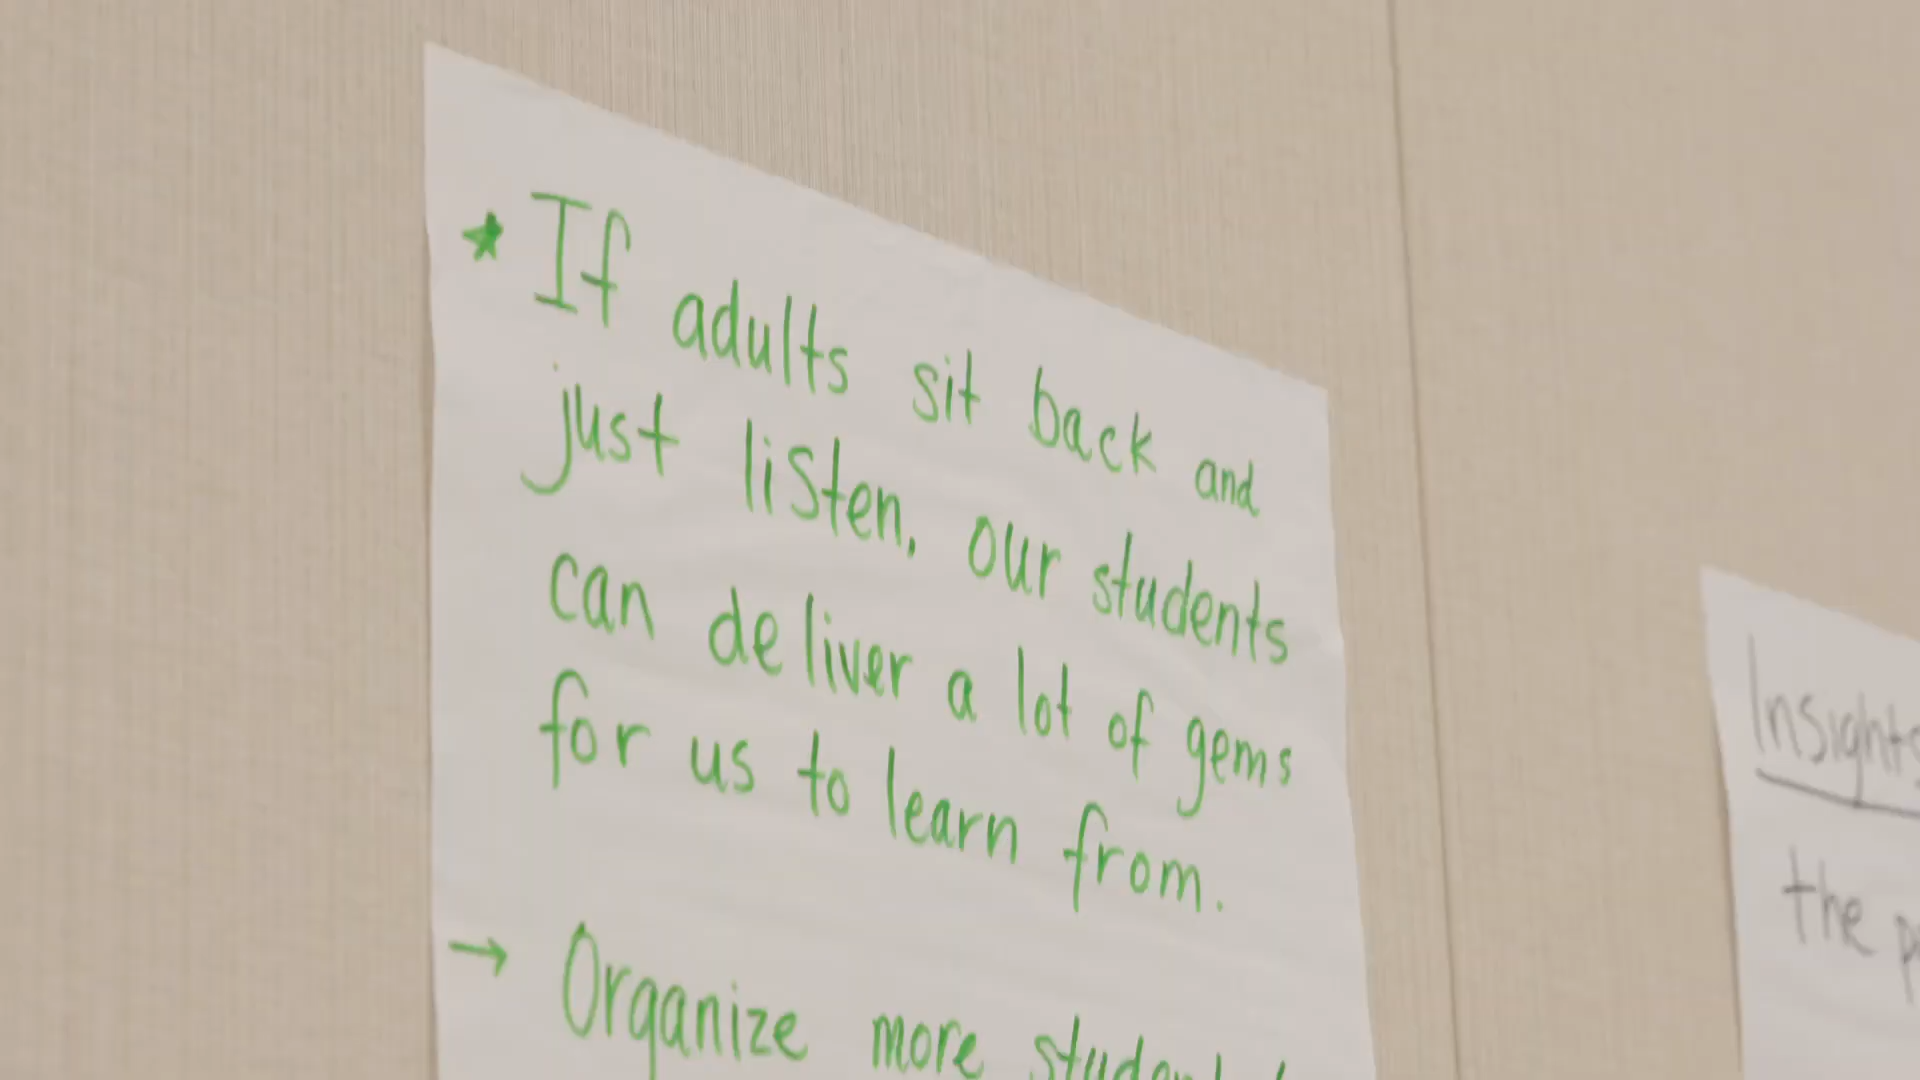 ★ If adults sit back and
just listen, our students
can deliver a lot of gems
for us to learn from.
→ Organize more
Insights
the